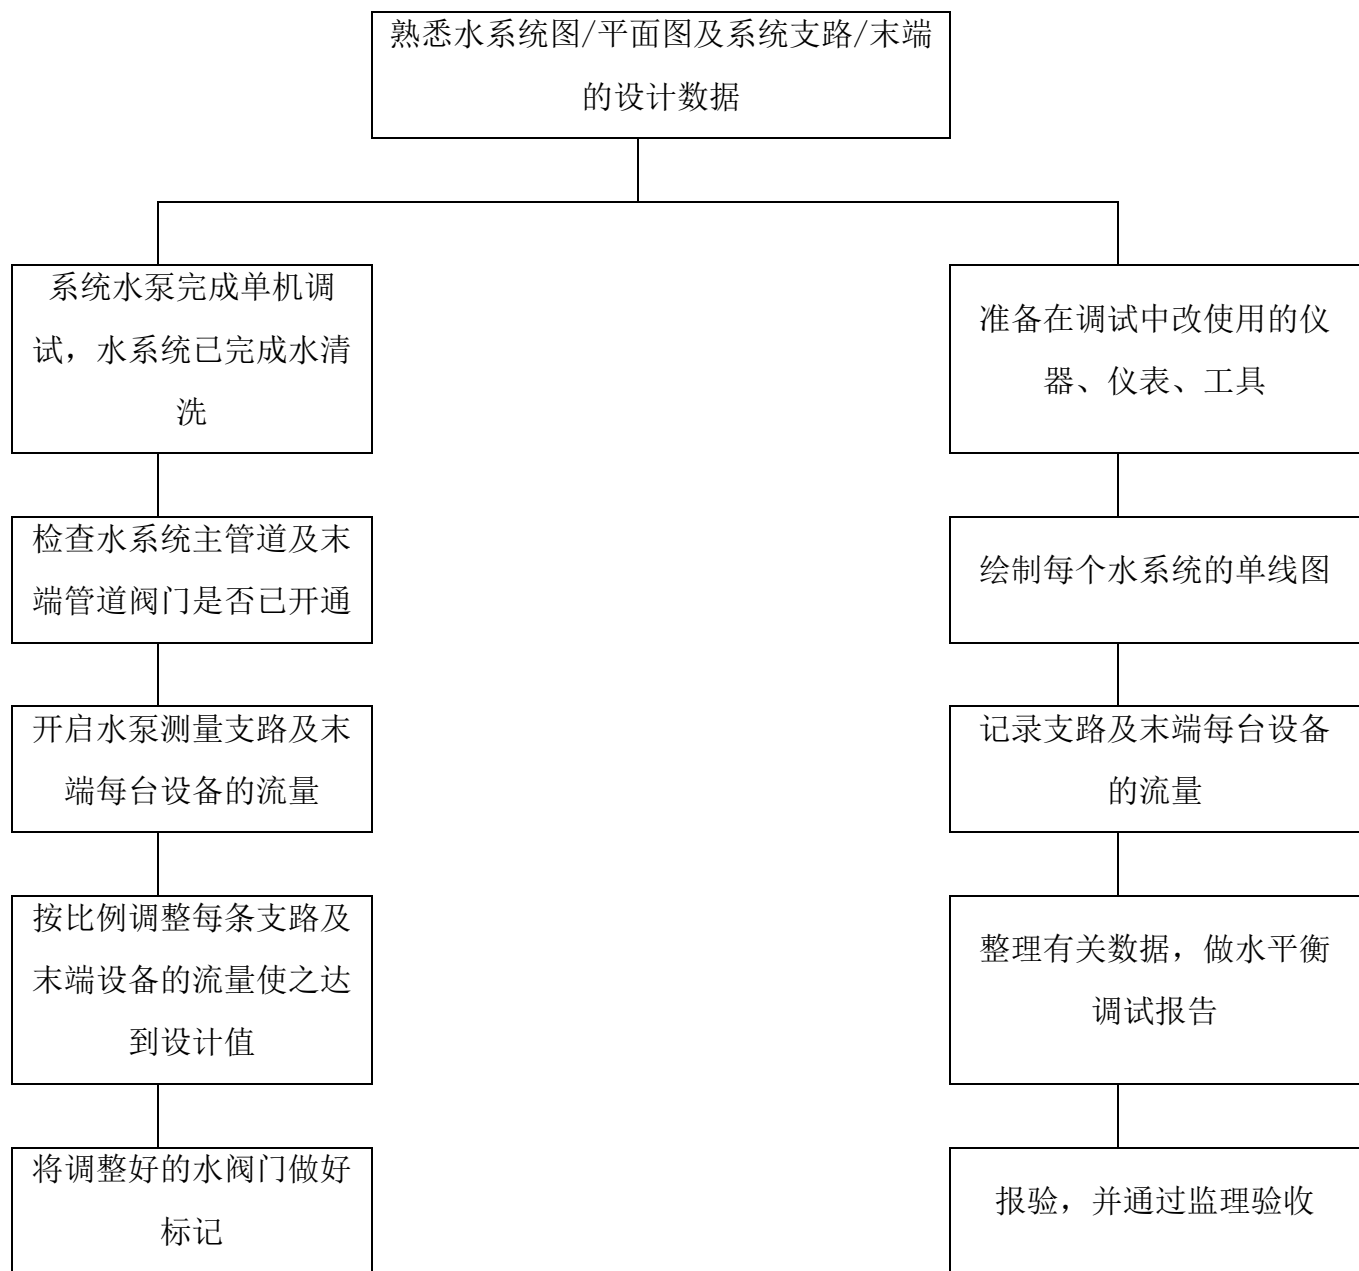 熟悉水系统图/平面图及系统支路/末端
的设计数据
系统水泵完成单机调
试，水系统已完成水清
洗
准备在调试中改使用的仪
器、仪表、工具
检查水系统主管道及末
端管道阀门是否已开通
绘制每个水系统的单线图
开启水泵测量支路及末
端每台设备的流量
记录支路及末端每台设备
的流量
按比例调整每条支路及
末端设备的流量使之达
到设计值
整理有关数据，做水平衡
调试报告
将调整好的水阀门做好
标记
报验，并通过监理验收